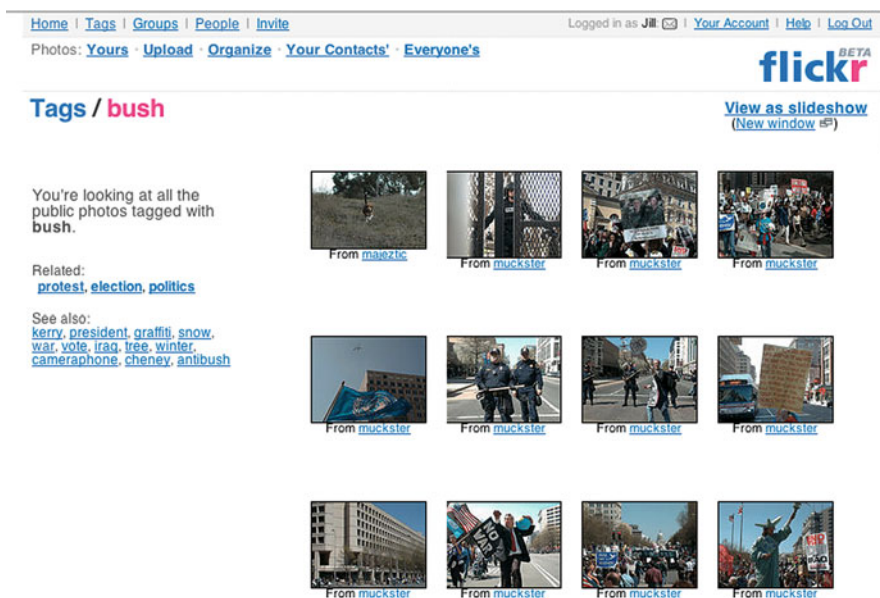 Home | Tags | Groups | People | Invite
Logged in as Jill: | Your Account | Help | Log Out
Photos: Yours · Upload · Organize · Your Contacts' · Everyone's
flickr BETA
Tags / bush
View as slideshow
(New window)
You're looking at all the
public photos tagged with
bush.
Related:
protest, election, politics
See also:
kerry, president, graffiti, snow,
war, vote, iraq, tree, winter,
cameraphone, cheney, antibush
From majeztic
From muckster
From muckster
From muckster
From muckster
From muckster
From muckster
From muckster
From muckster
From muckster
From muckster
From muckster
NO
WAR